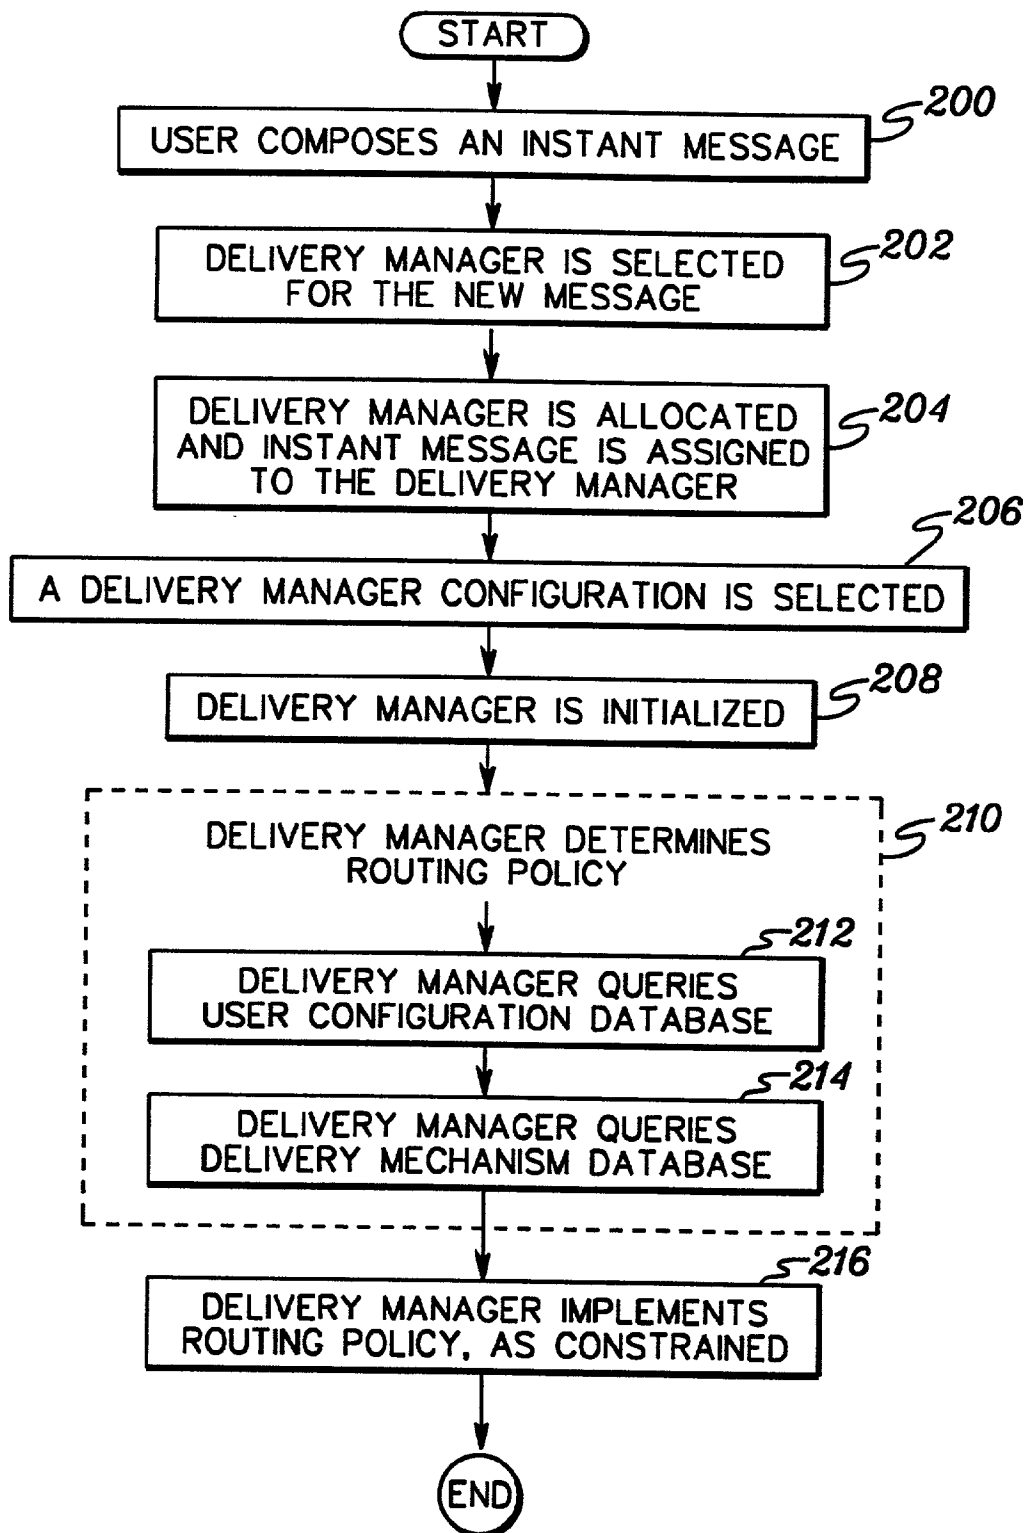 START
200
USER COMPOSES AN INSTANT MESSAGE
202
DELIVERY MANAGER IS SELECTED
FOR THE NEW MESSAGE
204
DELIVERY MANAGER IS ALLOCATED
AND INSTANT MESSAGE IS ASSIGNED
TO THE DELIVERY MANAGER
206
A DELIVERY MANAGER CONFIGURATION IS SELECTED
208
DELIVERY MANAGER IS INITIALIZED
210
DELIVERY MANAGER DETERMINES
ROUTING POLICY
212
DELIVERY MANAGER QUERIES
USER CONFIGURATION DATABASE
214
DELIVERY MANAGER QUERIES
DELIVERY MECHANISM DATABASE
216
DELIVERY MANAGER IMPLEMENTS
ROUTING POLICY, AS CONSTRAINED
END